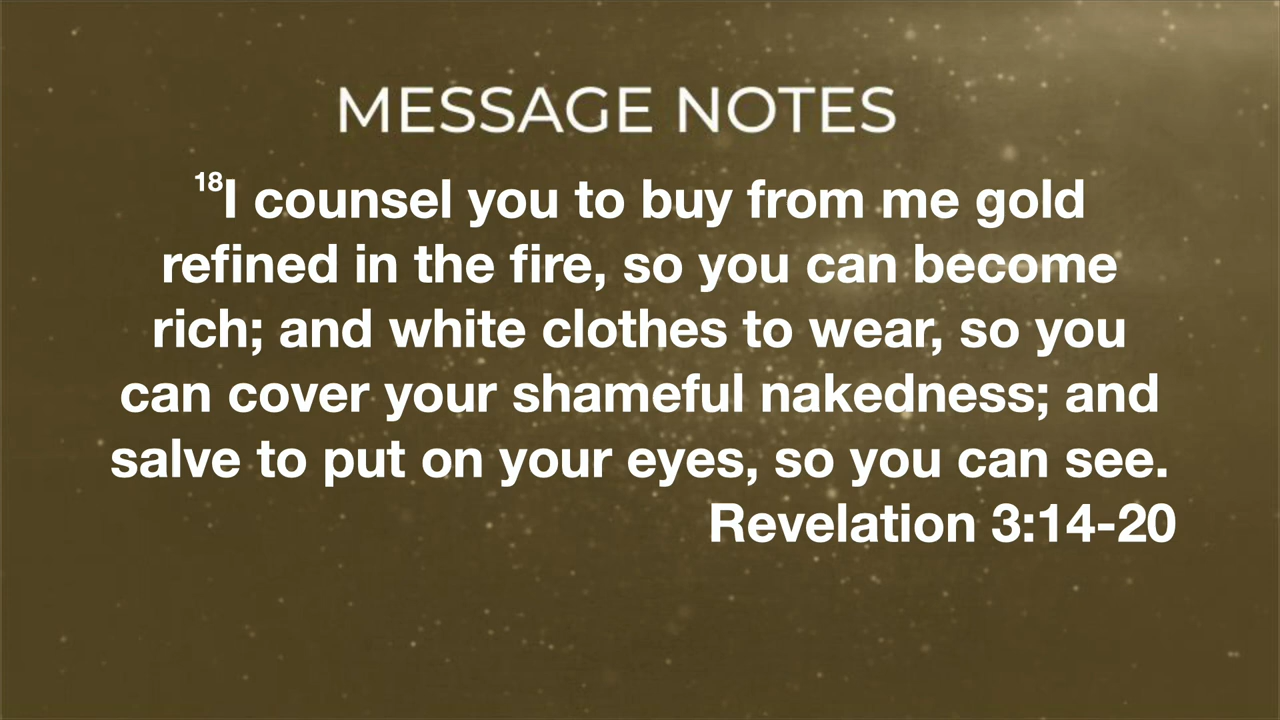 MESSAGE NOTES
18I counsel you to buy from me gold
refined in the fire, so you can become
rich; and white clothes to wear, so you
can cover your shameful nakedness; and
salve to put on your eyes, so you can see.
Revelation 3:14-20